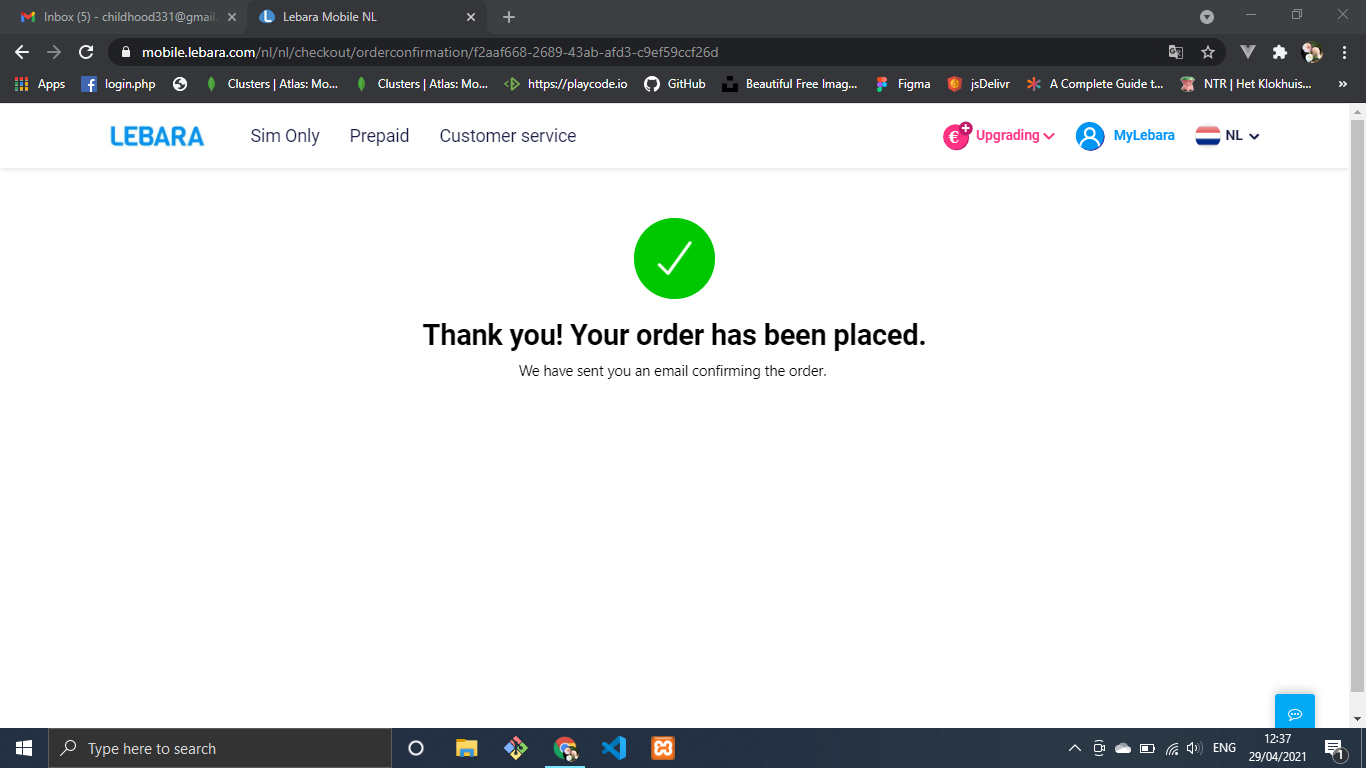 Inbox (5) - childhood331@gmail.
Lebara Mobile NL
mobile.lebara.com/nl/nl/checkout/orderconfirmation/f2aaf668-2689-43ab-afd3-c9ef59ccf26d
Apps
login.php
Clusters | Atlas: Mo...
Clusters | Atlas: Mo...
https://playcode.io
GitHub
Beautiful Free Imag...
Figma
jsDelivr
A Complete Guide t...
NTR | Het Klokhuis...
LEBARA
Sim Only
Prepaid
Customer service
Upgrading
MyLebara
NL
Thank you! Your order has been placed.
We have sent you an email confirming the order.
Type here to search
ENG
12:37
29/04/2021
1